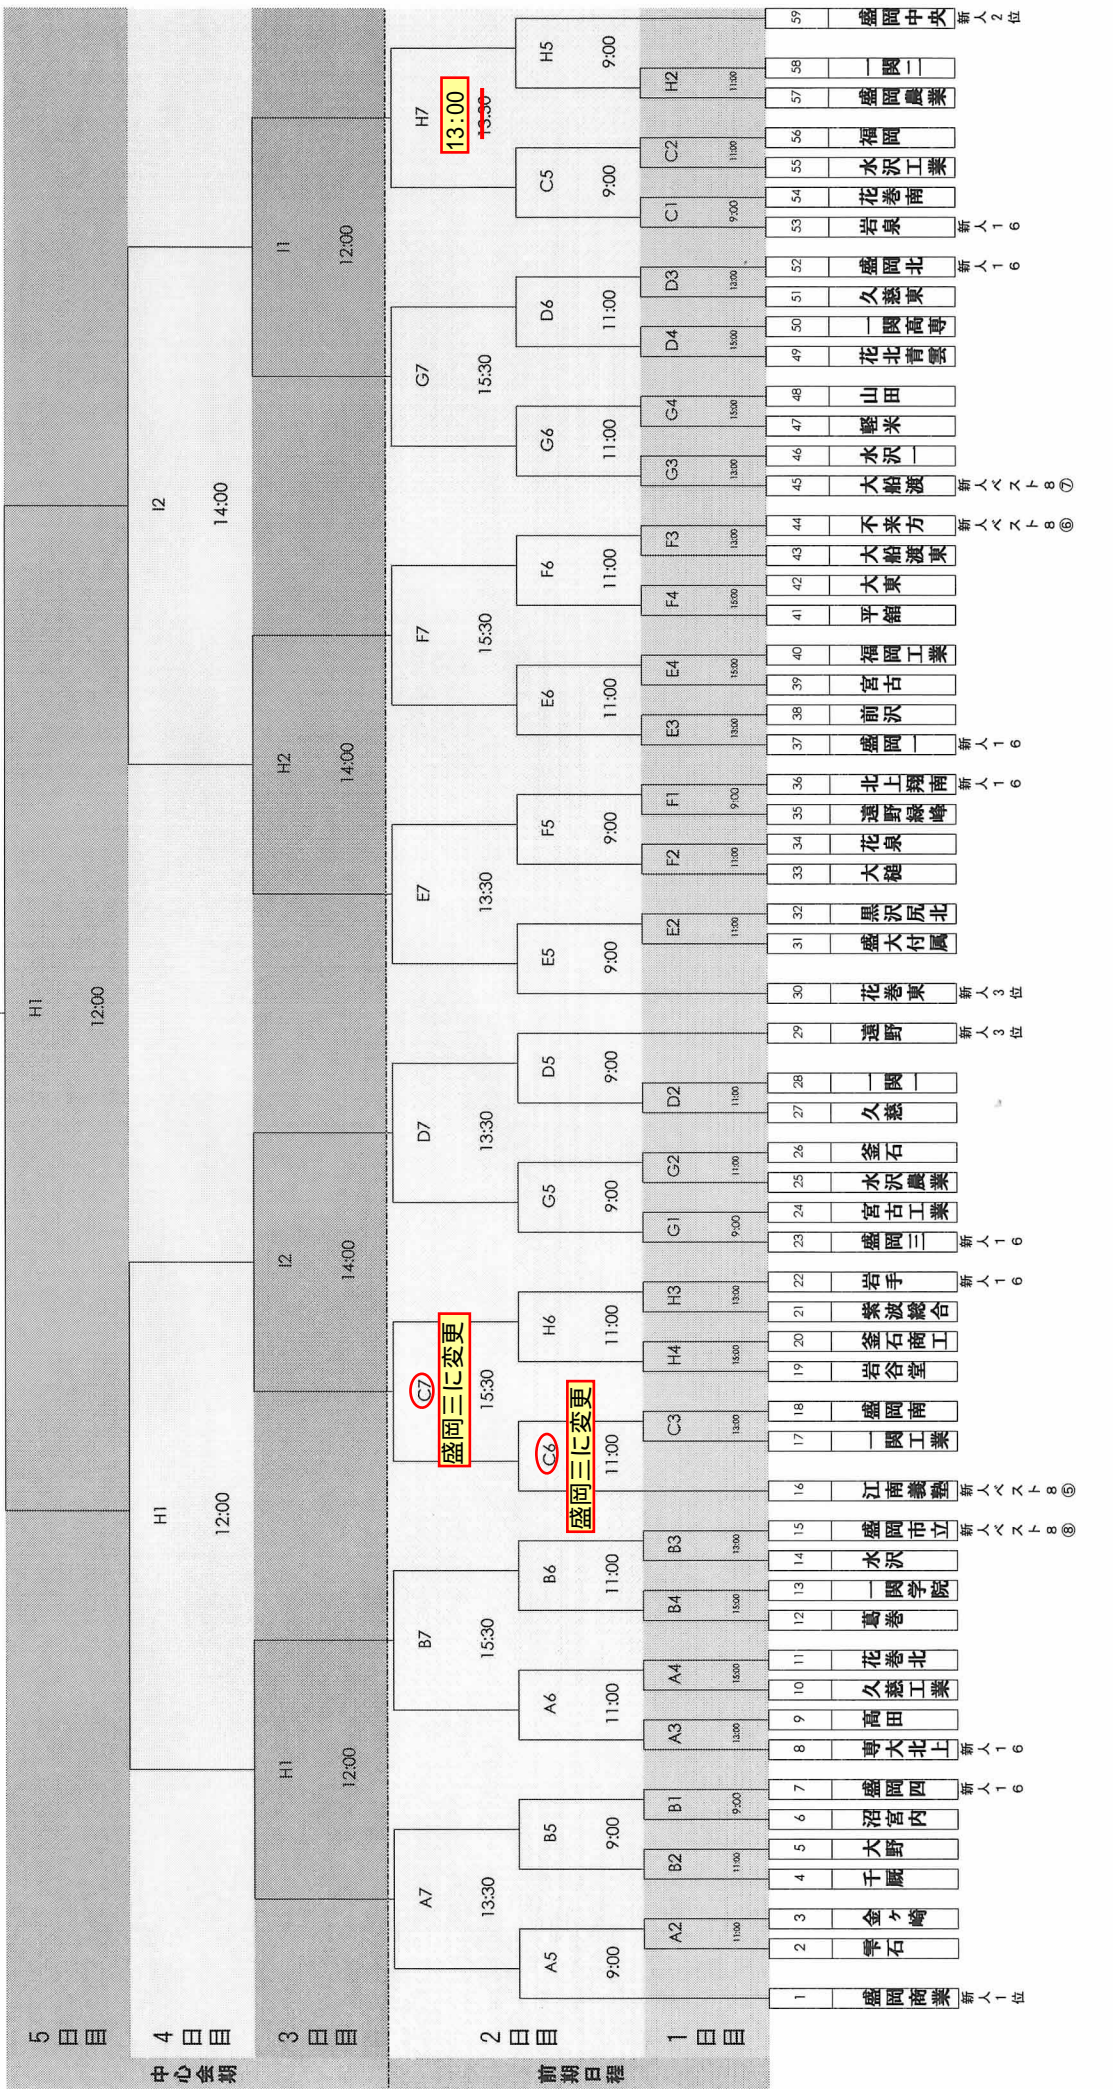 5日目
H1
12:00
中心会期
4日目
H1
12:00
I2
14:00
3日目
H1
12:00
I2
14:00
H2
14:00
I1
12:00
前期日程
2日目
A7
13:30
B7
15:30
C7
盛岡三に変更
15:30
D7
13:30
E7
13:30
F7
15:30
G7
15:30
H7
13:00
13:30
A5
9:00
B5
9:00
A6
11:00
B6
11:00
C6
盛岡三に変更
11:00
H6
11:00
G5
9:00
D5
9:00
E5
9:00
F5
9:00
E6
11:00
F6
11:00
G6
11:00
D6
11:00
C5
9:00
H5
9:00
1日目
A2
11:00
B2
11:00
B1
9:00
A3
13:00
A4
15:00
B4
15:00
B3
13:00
C3
13:00
H4
15:00
H3
13:00
G1
9:00
G2
11:00
D2
11:00
E2
11:00
F2
11:00
F1
9:00
E3
13:00
E4
15:00
F4
15:00
F3
13:00
G3
13:00
G4
15:00
D4
15:00
D3
13:00
C1
9:00
C2
11:00
H2
11:00
1 盛岡商業 新人1位
2 雫石
3 金ヶ崎
4 千厩
5 大野
6 沼宮内
7 盛岡四 新人16
8 専大北上 新人16
9 高田
10 久慈工業
11 花巻北
12 葛巻
13 一関学院
14 水沢
15 盛岡市立 新人ベスト8⑧
16 江南義塾 新人ベスト8⑤
17 一関工業
18 盛岡南
19 岩谷堂
20 釜石商工
21 紫波総合
22 岩手 新人16
23 盛岡三 新人16
24 宮古工業
25 水沢農業
26 釜石
27 久慈
28 一関一
29 遠野 新人3位
30 花巻東 新人3位
31 盛大付属
32 黒沢尻北
33 大槌
34 花泉
35 遠野緑峰
36 北上翔南 新人16
37 盛岡一 新人16
38 前沢
39 宮古
40 福岡工業
41 平舘
42 大東
43 大船渡東
44 不来方 新人ベスト8⑥
45 大船渡 新人ベスト8⑦
46 水沢一
47 軽米
48 山田
49 花北青雲
50 一関高専
51 久慈東
52 盛岡北 新人16
53 岩泉 新人16
54 花巻南
55 水沢工業
56 福岡
57 盛岡農業
58 一関二
59 盛岡中央 新人2位